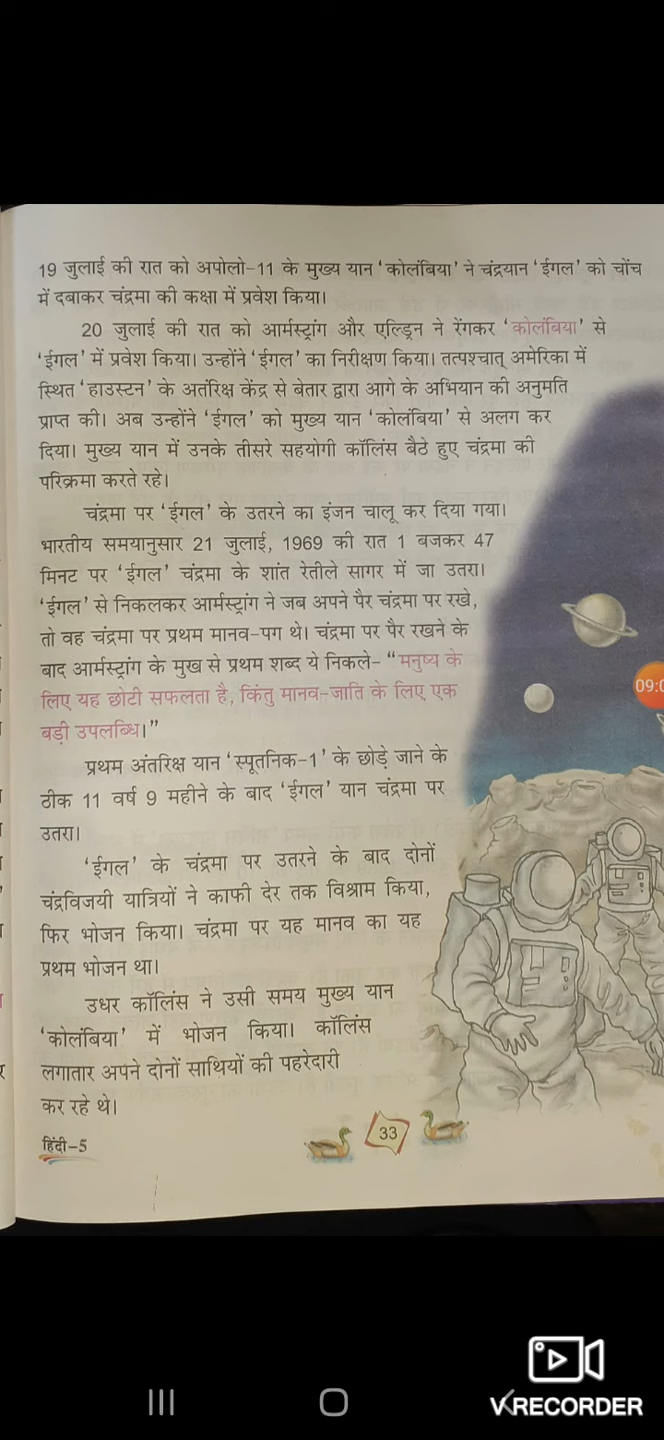 19 जुलाई की रात को अपोलो-11 के मुख्य यान 'कोलंबिया' ने चंद्रयान 'ईगल' को चोंच
में दबाकर चंद्रमा की कक्षा में प्रवेश किया।
20 जुलाई की रात को आर्मस्ट्रांग और एल्ड्रिन ने रेंगकर 'कोलंबिया' से
'ईगल' में प्रवेश किया। उन्होंने 'ईगल' का निरीक्षण किया। तत्पश्चात् अमेरिका में
स्थित 'हाउस्टन' के अतंरिक्ष केंद्र से बेतार द्वारा आगे के अभियान की अनुमति
प्राप्त की। अब उन्होंने 'ईगल' को मुख्य यान 'कोलंबिया' से अलग कर
दिया। मुख्य यान में उनके तीसरे सहयोगी कॉलिंस बैठे हुए चंद्रमा की
परिक्रमा करते रहे।
चंद्रमा पर 'ईगल' के उतरने का इंजन चालू कर दिया गया।
भारतीय समयानुसार 21 जुलाई, 1969 की रात 1 बजकर 47
मिनट पर 'ईगल' चंद्रमा के शांत रेतीले सागर में जा उतरा।
'ईगल' से निकलकर आर्मस्ट्रांग ने जब अपने पैर चंद्रमा पर रखे,
तो वह चंद्रमा पर प्रथम मानव-पग थे। चंद्रमा पर पैर रखने के
बाद आर्मस्ट्रांग के मुख से प्रथम शब्द ये निकले- "मनुष्य के
लिए यह छोटी सफलता है, किंतु मानव-जाति के लिए एक
बड़ी उपलब्धि।"
प्रथम अंतरिक्ष यान 'स्पूतनिक-1' के छोड़े जाने के
ठीक 11 वर्ष 9 महीने के बाद 'ईगल' यान चंद्रमा पर
उतरा।
'ईगल' के चंद्रमा पर उतरने के बाद दोनों
चंद्रविजयी यात्रियों ने काफी देर तक विश्राम किया,
फिर भोजन किया। चंद्रमा पर यह मानव का यह
प्रथम भोजन था।
उधर कॉलिंस ने उसी समय मुख्य यान
'कोलंबिया' में भोजन किया। कॉलिंस
लगातार अपने दोनों साथियों की पहरेदारी
कर रहे थे।
हिंदी-5
33
VRECORDER